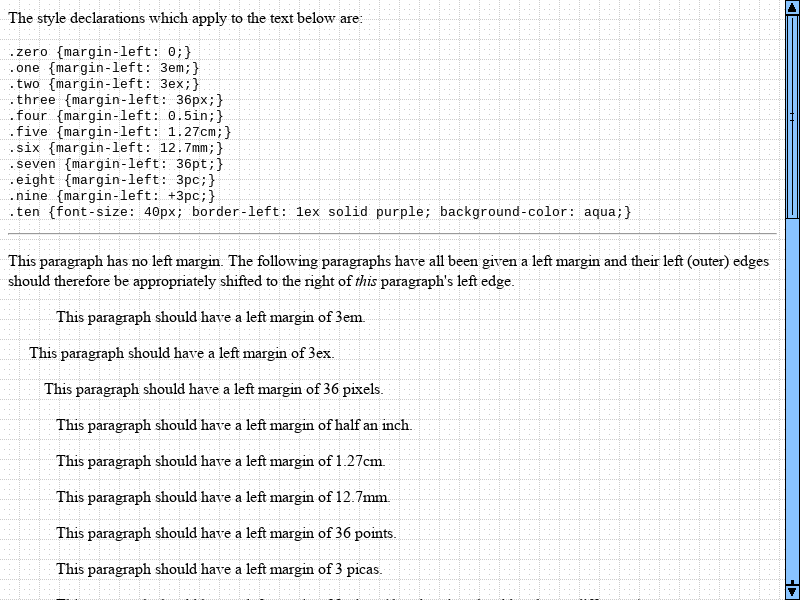 The style declarations which apply to the text below are:
.zero {margin-left: 0;}
.one {margin-left: 3em;}
.two {margin-left: 3ex;}
.three {margin-left: 36px;}
.four {margin-left: 0.5in;}
.five {margin-left: 1.27cm;}
.six {margin-left: 12.7mm;}
.seven {margin-left: 36pt;}
.eight {margin-left: 3pc;}
.nine {margin-left: +3pc;}
.ten {font-size: 40px; border-left: 1ex solid purple; background-color: aqua;}
This paragraph has no left margin. The following paragraphs have all been given a left margin and their left (outer) edges
should therefore be appropriately shifted to the right of this paragraph's left edge.
This paragraph should have a left margin of 3em.
This paragraph should have a left margin of 3ex.
This paragraph should have a left margin of 36 pixels.
This paragraph should have a left margin of half an inch.
This paragraph should have a left margin of 1.27cm.
This paragraph should have a left margin of 12.7mm.
This paragraph should have a left margin of 36 points.
This paragraph should have a left margin of 3 picas.